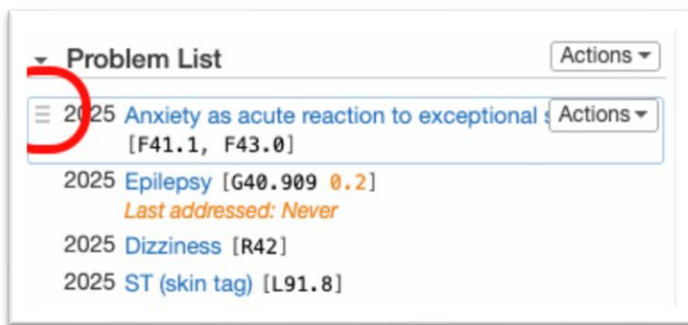 Problem List Actions
2025 Anxiety as acute reaction to exceptional Actions
[F41.1, F43.0]
2025 Epilepsy [G40.909 0.2]
Last addressed: Never
2025 Dizziness [R42]
2025 ST (skin tag) [L91.8]